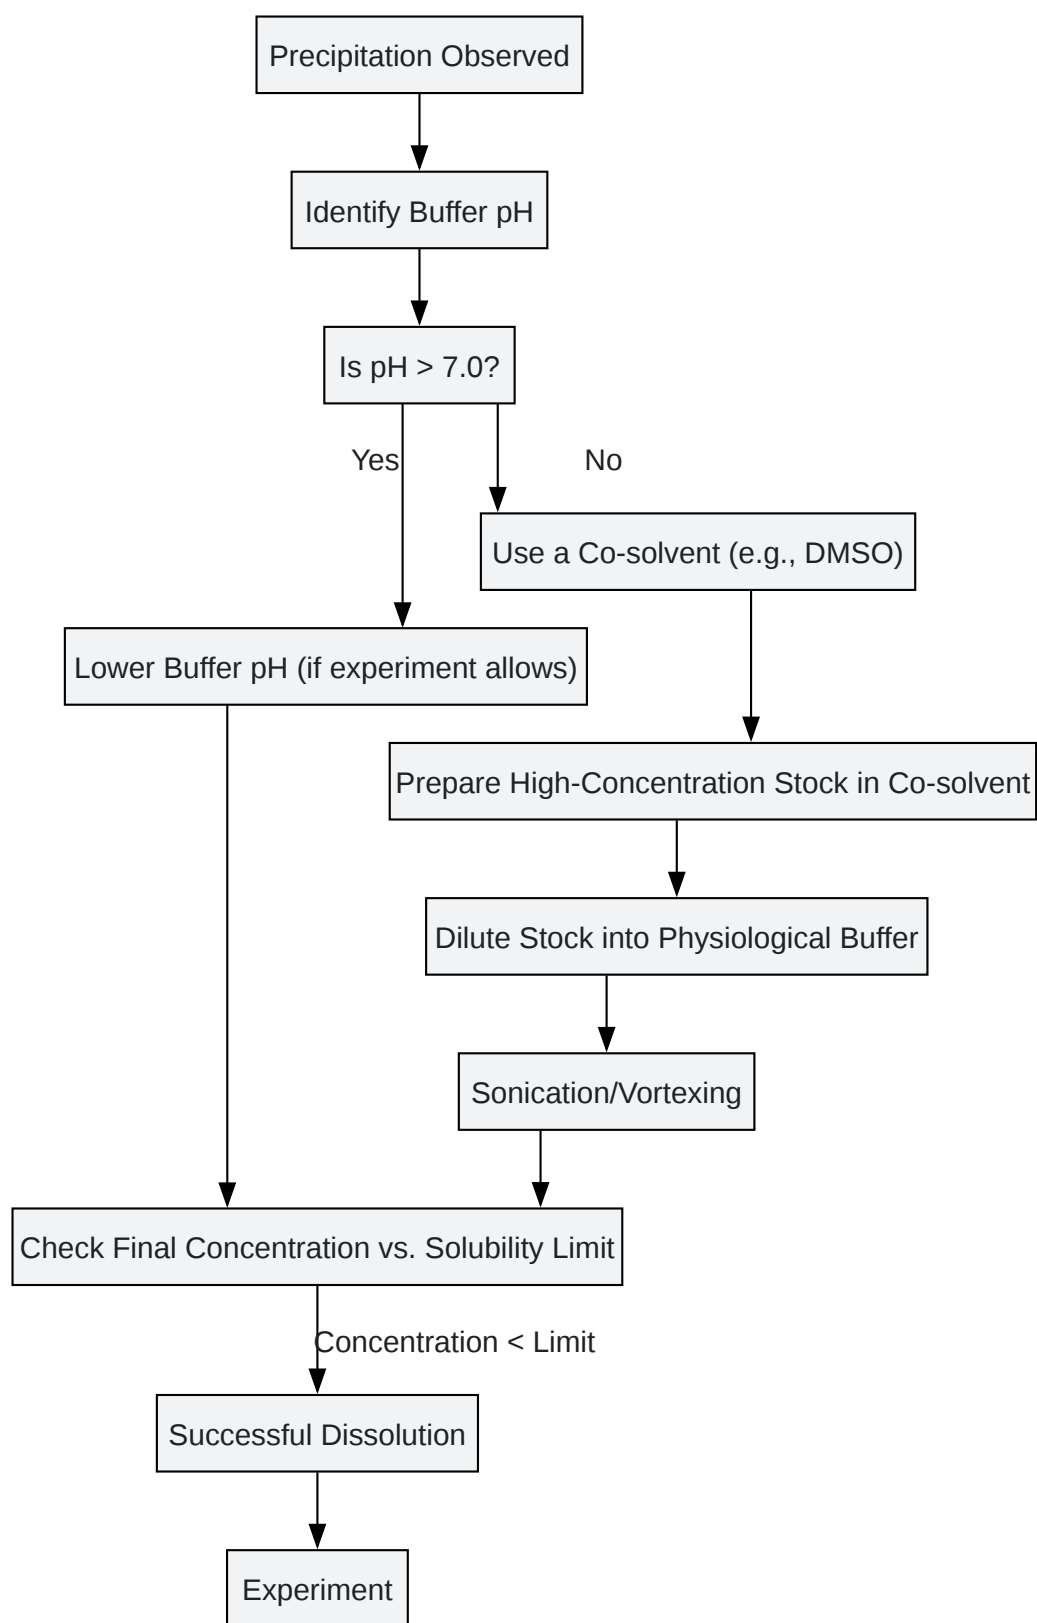 Precipitation Observed
Identify Buffer pH
Is pH > 7.0?
Yes
No
Use a Co-solvent (e.g., DMSO)
Lower Buffer pH (if experiment allows)
Prepare High-Concentration Stock in Co-solvent
Dilute Stock into Physiological Buffer
Sonication/Vortexing
Check Final Concentration vs. Solubility Limit
Concentration < Limit
Successful Dissolution
Experiment